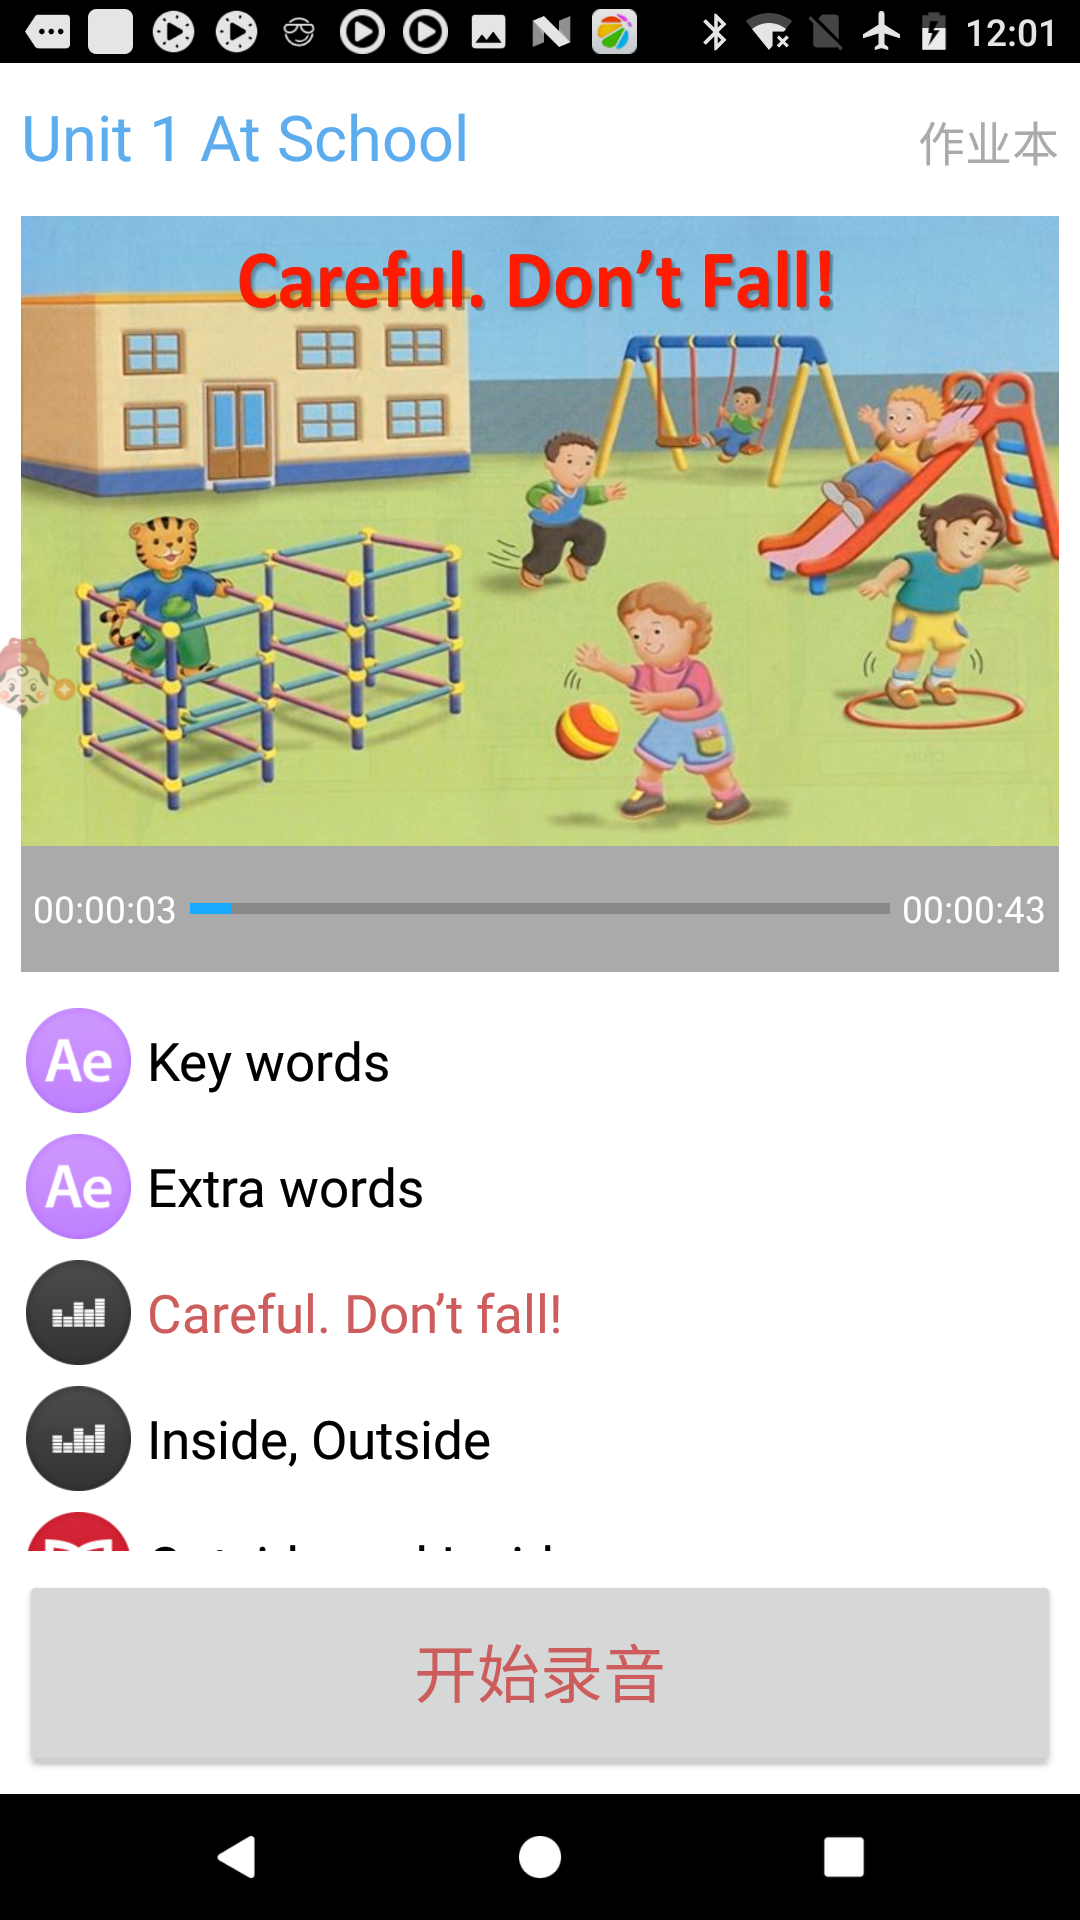 12:01
Unit 1 At School
作业本
Careful. Don’t Fall!
00:00:03
00:00:43
Ae Key words
Ae Extra words
Careful. Don’t fall!
Inside, Outside
开始录音